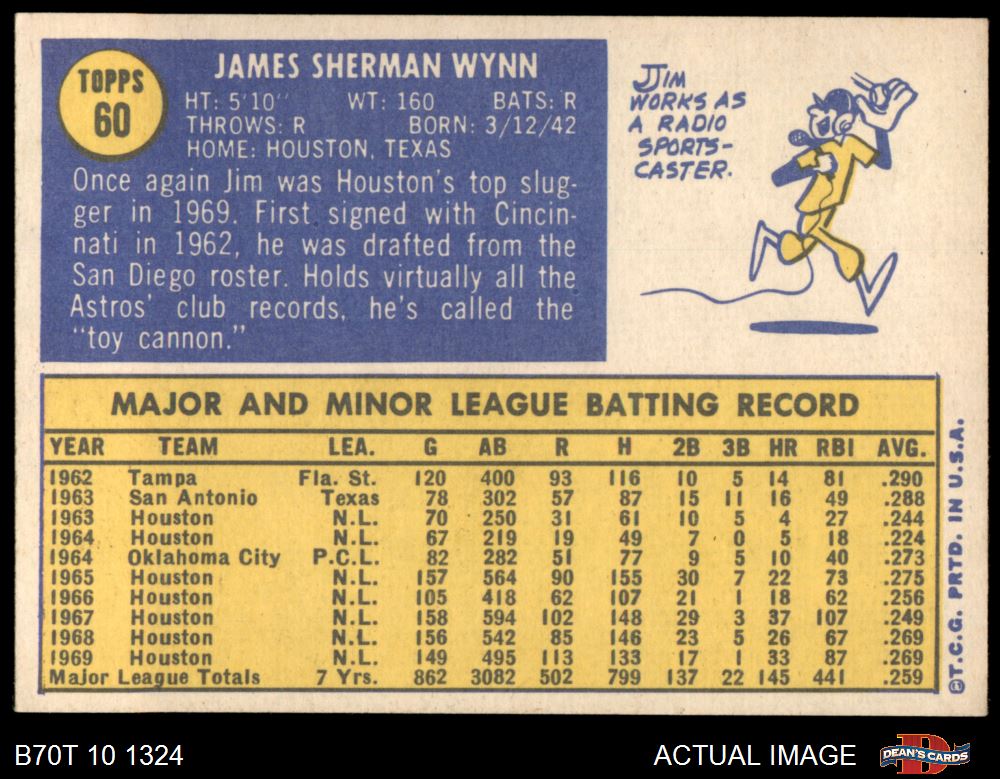 TOPPS
60
JAMES SHERMAN WYNN
HT: 5'10" WT: 160 BATS: R
THROWS: R BORN: 3/12/42
HOME: HOUSTON, TEXAS
Once again Jim was Houston's top slug-
ger in 1969. First signed with Cincin-
nati in 1962, he was drafted from the
San Diego roster. Holds virtually all the
Astros' club records, he's called the
"toy cannon."
JIM
WORKS AS
A RADIO
SPORTS-
CASTER.
MAJOR AND MINOR LEAGUE BATTING RECORD
YEAR TEAM LEA. G AB R H 2B 3B HR RBI AVG.
1962 Tampa Fla. St. 120 400 93 116 10 5 14 81 .290
1963 San Antonio Texas 78 302 57 87 15 11 16 49 .288
1963 Houston N.L. 70 250 31 61 10 5 4 27 .244
1964 Houston N.L. 67 219 19 49 7 0 5 18 .224
1964 Oklahoma City P.C.L. 82 282 51 77 9 5 10 40 .273
1965 Houston N.L. 157 564 90 155 30 7 22 73 .275
1966 Houston N.L. 105 418 62 107 21 1 18 62 .256
1967 Houston N.L. 158 594 102 148 29 3 37 107 .249
1968 Houston N.L. 156 542 85 146 23 5 26 67 .269
1969 Houston N.L. 149 495 113 133 17 1 33 87 .269
Major League Totals 7 Yrs. 862 3082 502 799 137 22 145 441 .259
©T.C.G. PRTD. IN U.S.A.
B70T 10 1324
ACTUAL IMAGE
DEAN'S CARDS